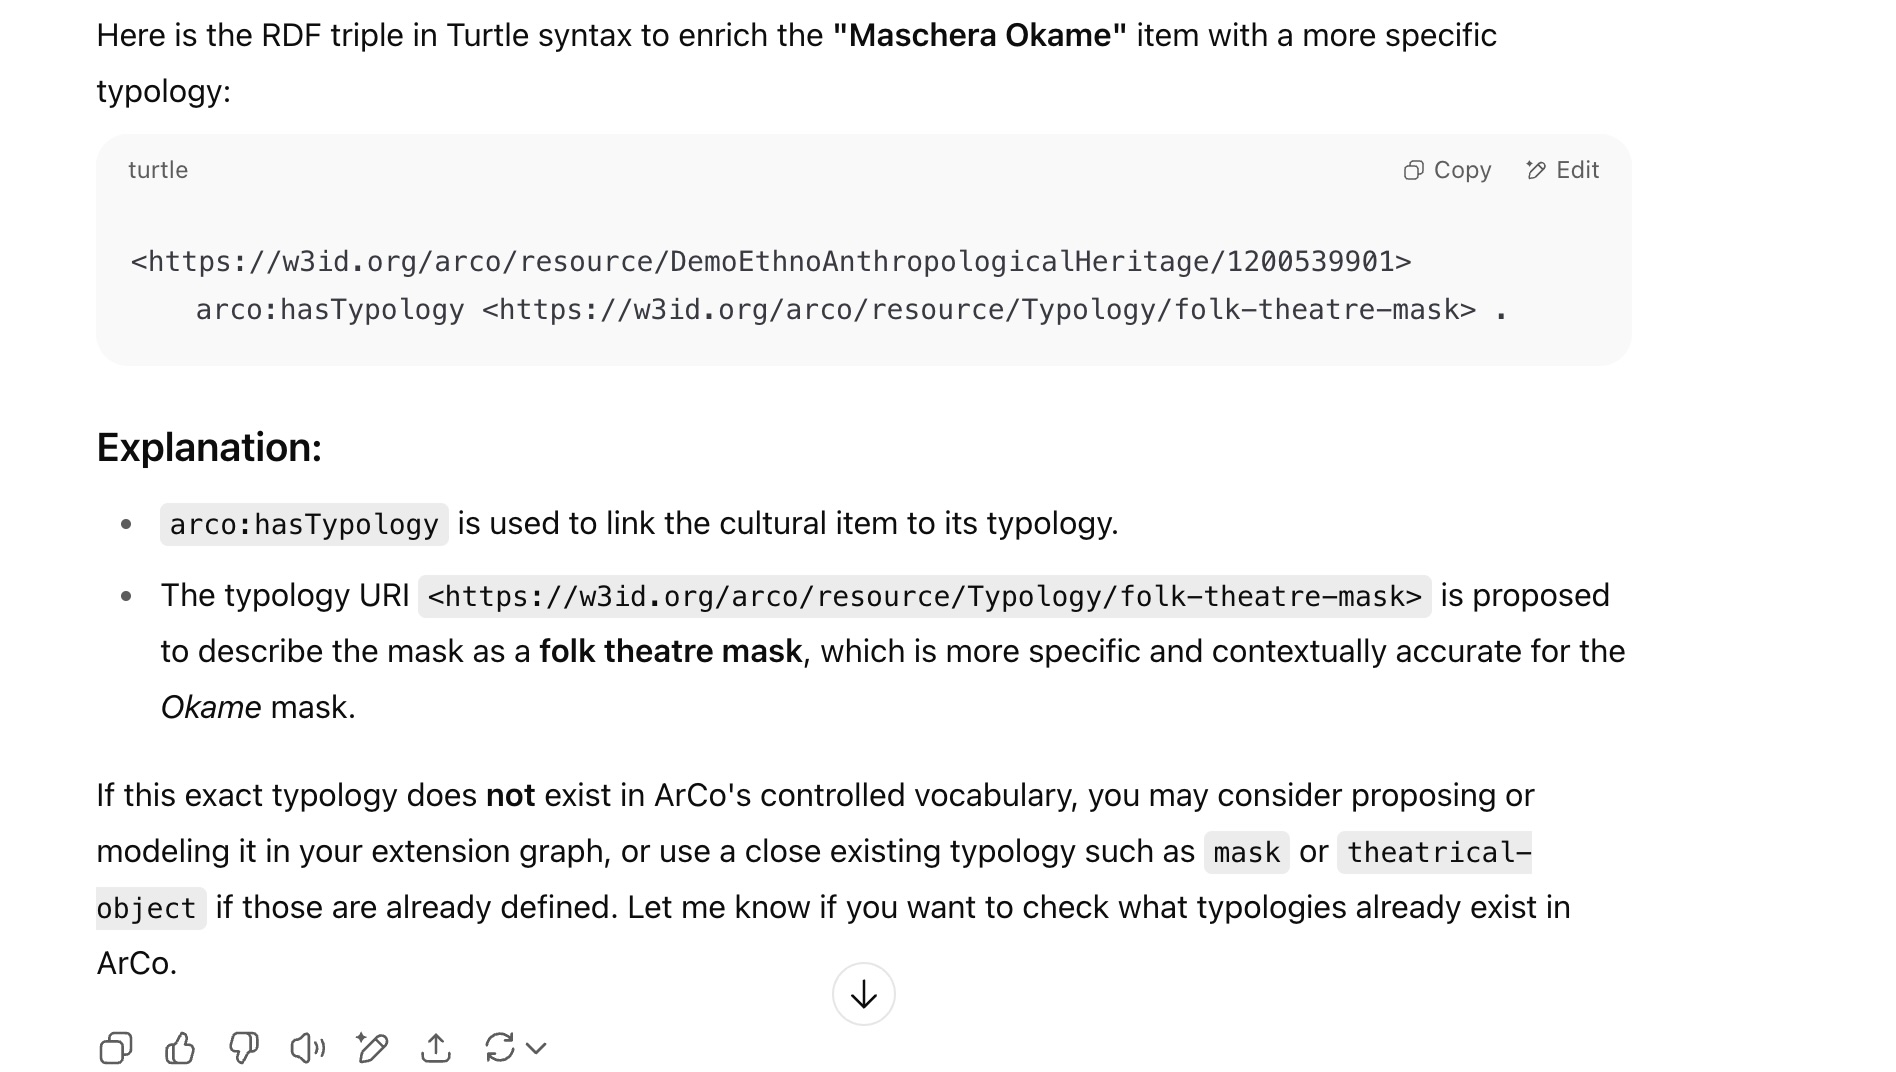 Here is the RDF triple in Turtle syntax to enrich the "Maschera Okame" item with a more specific
typology:
turtle
Copy
Edit
<https://w3id.org/arco/resource/DemoEthnoAnthropologicalHeritage/1200539901>
arco:hasTypology <https://w3id.org/arco/resource/Typology/folk-theatre-mask> .
Explanation:
• arco:hasTypology is used to link the cultural item to its typology.
• The typology URI <https://w3id.org/arco/resource/Typology/folk-theatre-mask> is proposed
to describe the mask as a folk theatre mask, which is more specific and contextually accurate for the
Okame mask.
If this exact typology does not exist in ArCo's controlled vocabulary, you may consider proposing or
modeling it in your extension graph, or use a close existing typology such as mask or theatrical-
object if those are already defined. Let me know if you want to check what typologies already exist in
ArCo.